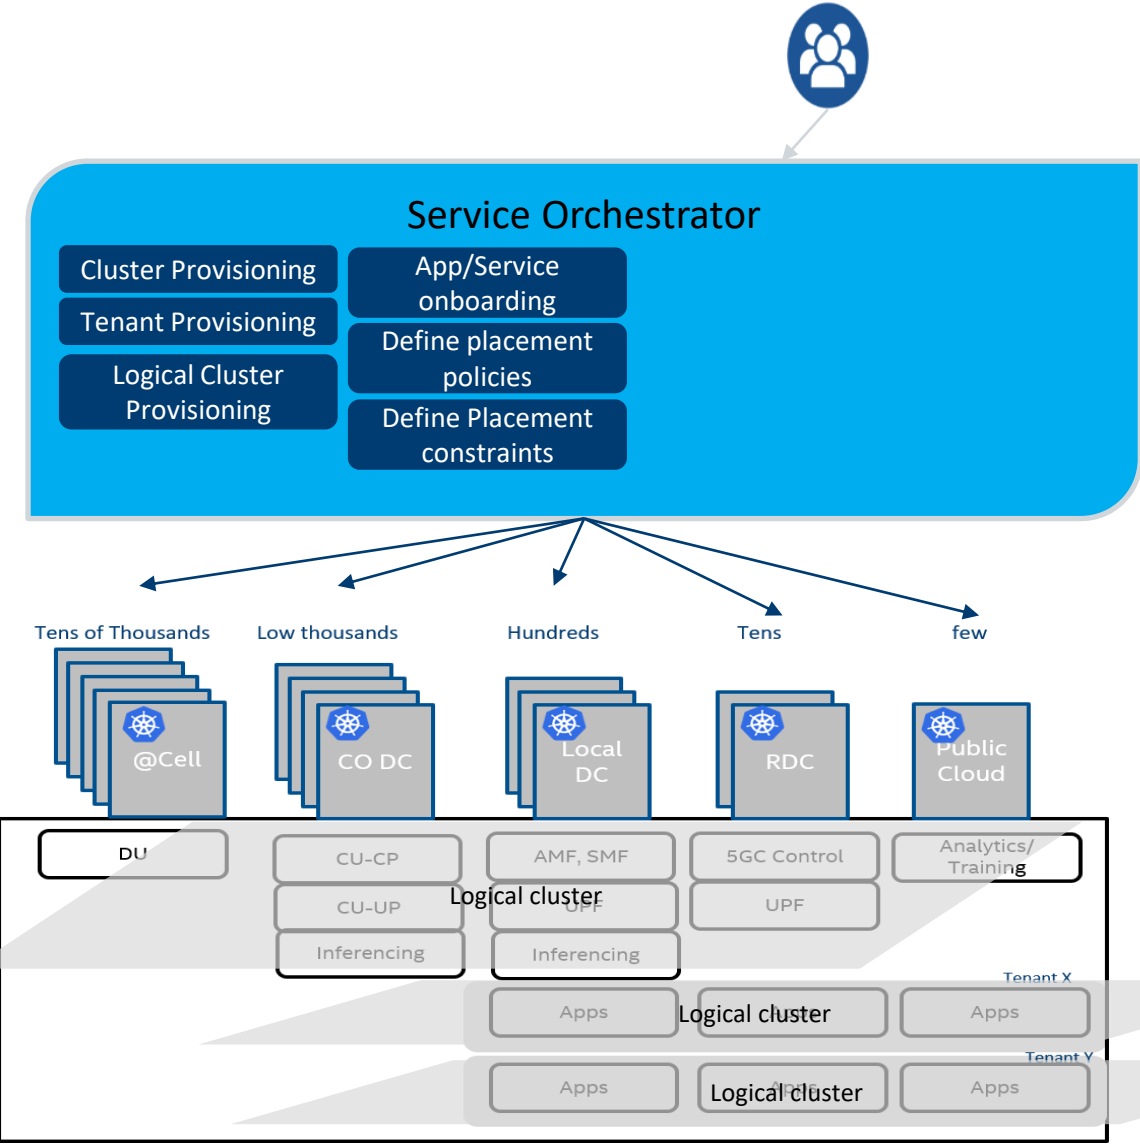 Service Orchestrator
Cluster Provisioning
Tenant Provisioning
Logical Cluster
Provisioning
App/Service
onboarding
Define placement
policies
Define Placement
constraints
Tens of Thousands
Low thousands
Hundreds
Tens
few
@Cell
CO DC
Local
DC
RDC
Public
Cloud
DU
CU-CP
AMF, SMF
5GC Control
Analytics/
Training
Logical cluster
CU-UP
UPF
UPF
Inferencing
Inferencing
Tenant X
Apps
Logical cluster
Apps
Apps
Tenant Y
Apps
Logical cluster
Apps
Apps